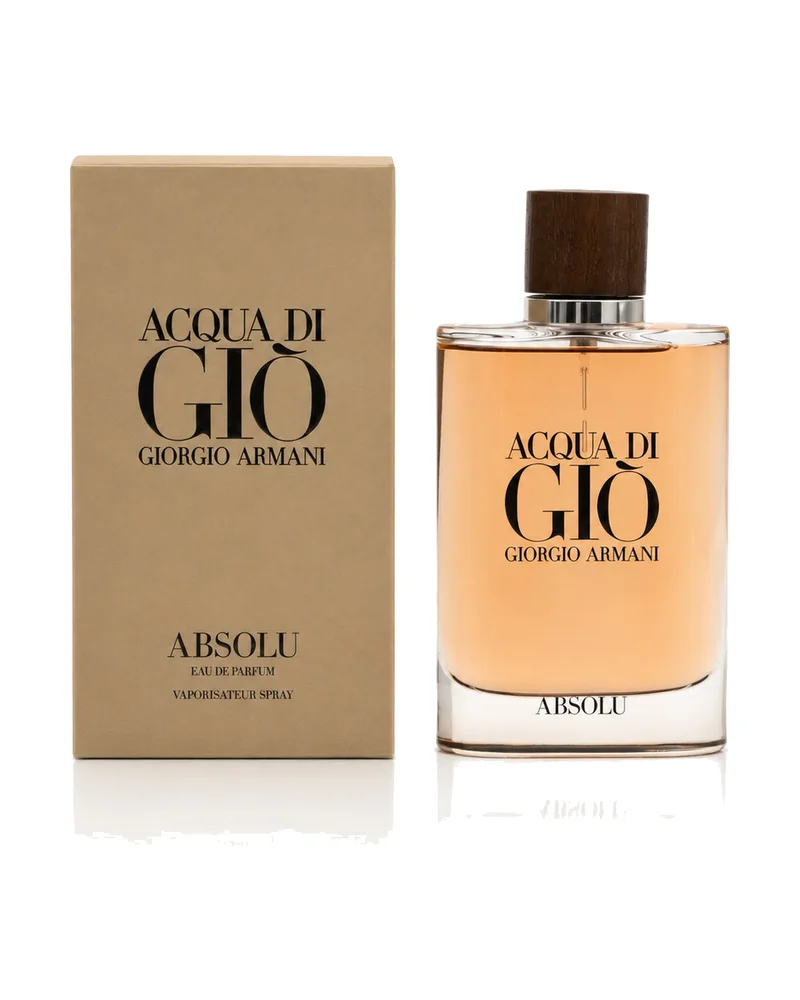 ACQUA DI
GIÒ
GIORGIO ARMANI
ABSOLU
EAU DE PARFUM
VAPORISATEUR SPRAY
ACQUA DI
GIÒ
GIORGIO ARMANI
ABSOLU